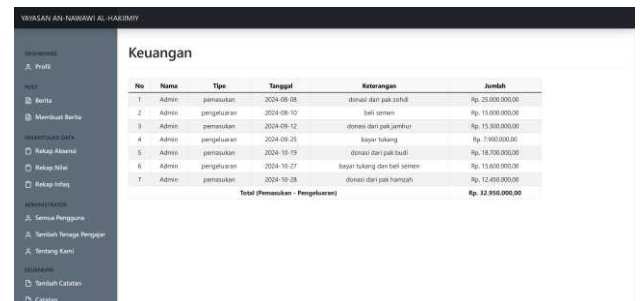 YAYASAN AN-NAWAWI AL-HAKIIMIY
DASHBOARD
Profil
POST
Berita
Membuat Berita
REKAPITULASI DATA
Rekap Absensi
Rekap Nilai
Rekap Infaq
ADMINISTRATOR
Semua Pengguna
Tambah Tenaga Pengajar
Tentang Kami
KEUANGAN
Tambah Catatan
Catatan
Keuangan
No Nama Tipe Tanggal Keterangan Jumlah
1 Admin pemasukan 2024-08-08 donasi dari pak zohdi Rp. 25.000.000,00
2 Admin pengeluaran 2024-08-10 beli semen Rp. 15.000.000,00
3 Admin pemasukan 2024-09-12 donasi dari pak jamhur Rp. 15.300.000,00
4 Admin pengeluaran 2024-09-25 bayar tukang Rp. 7.900.000,00
5 Admin pemasukan 2024-10-19 donasi dari pak budi Rp. 18.700.000,00
6 Admin pengeluaran 2024-10-27 bayar tukang dan beli semen Rp. 15.600.000,00
7 Admin pemasukan 2024-10-28 donasi dari pak hamzah Rp. 12.450.000,00
Total (Pemasukan - Pengeluaran) Rp. 32.950.000,00